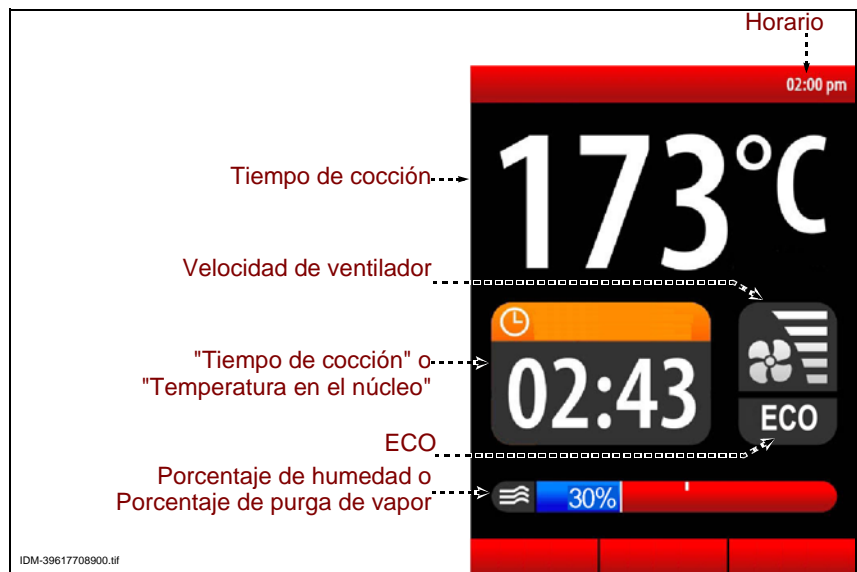 Horario
02:00 pm
173°C
Tiempo de cocción
Velocidad de ventilador
"Tiempo de cocción" o
"Temperatura en el núcleo"
02:43
ECO
ECO
Porcentaje de humedad o
Porcentaje de purga de vapor
30%
IDM-39617708900.tif